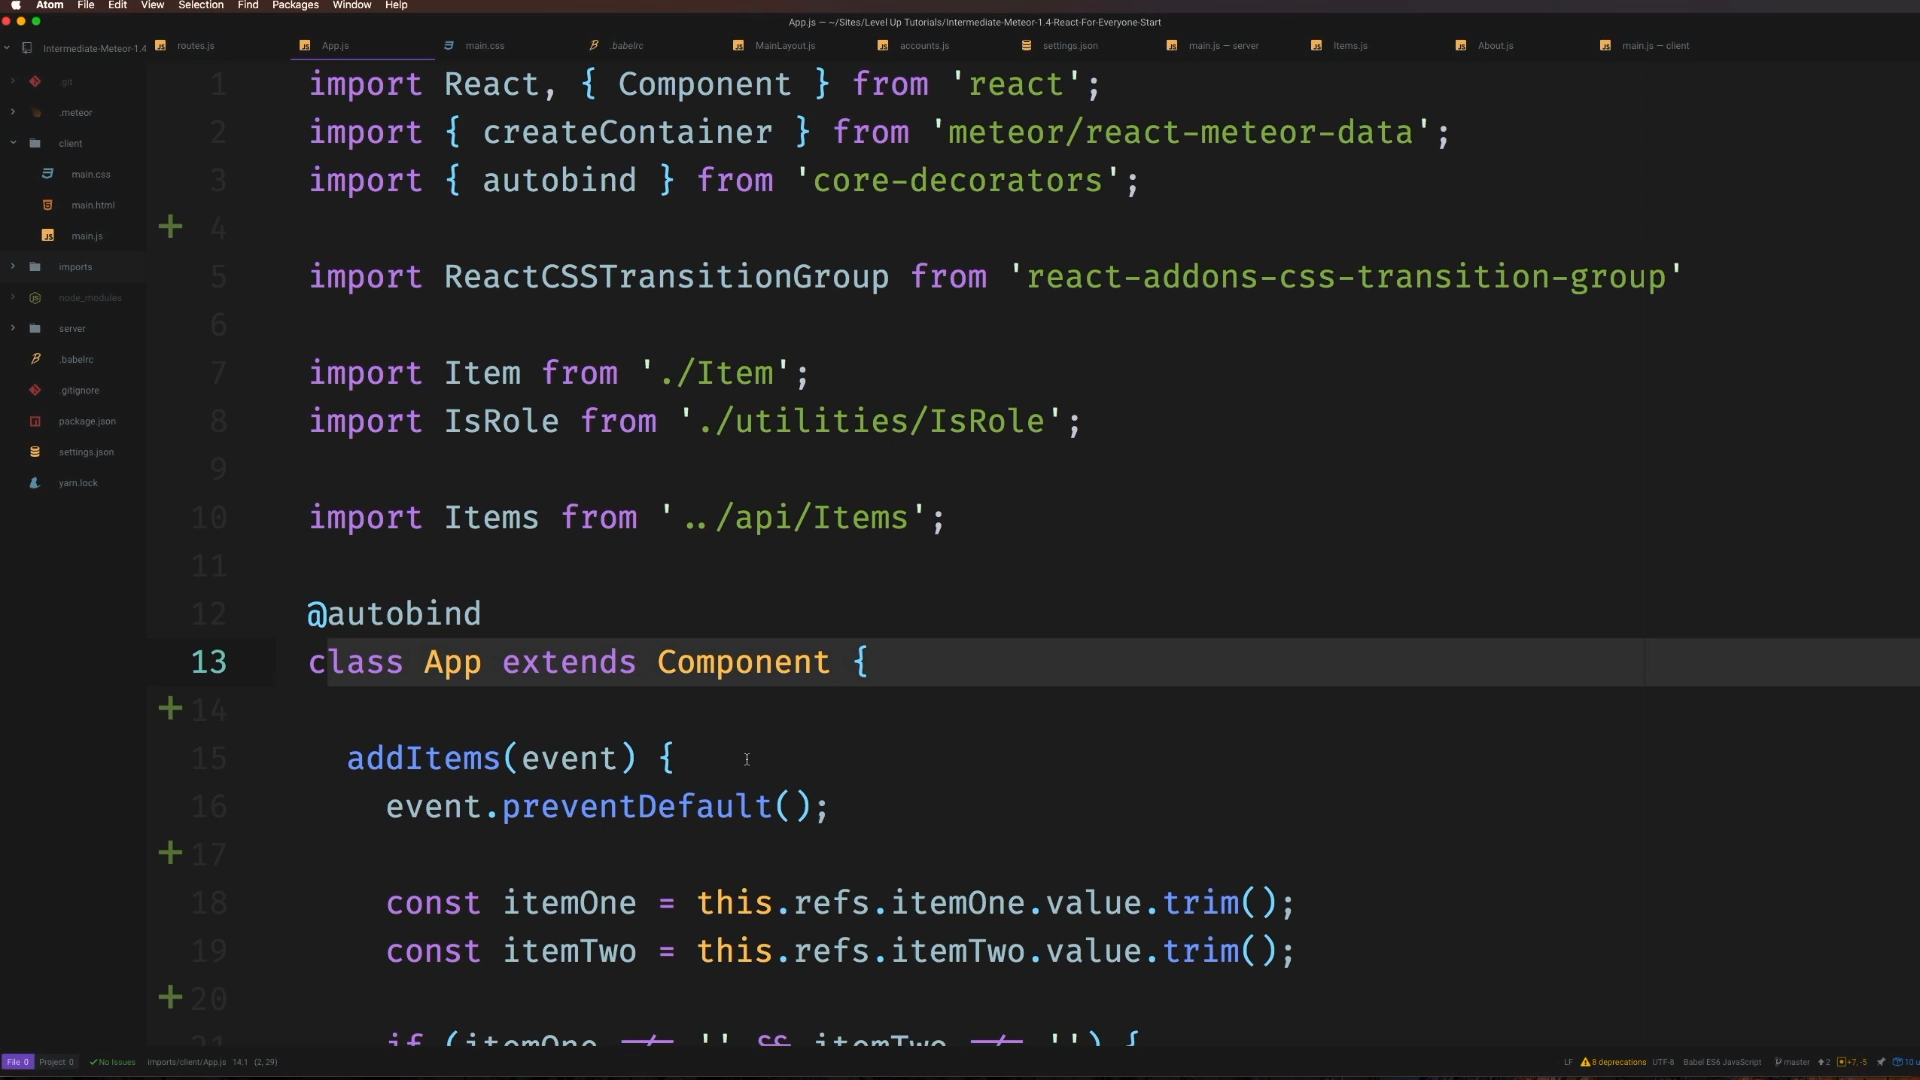 Atom File Edit View Selection Find Packages Window Help
App.js — ~/Sites/Level Up Tutorials/Intermediate-Meteor-1.4-React-For-Everyone-Start
Intermediate-Meteor-1.4 routes.js App.js main.css .babelrc MainLayout.js accounts.js settings.json main.js — server Items.js About.js main.js — client
.git
.meteor
client
main.css
main.html
main.js
imports
node_modules
server
.babelrc
.gitignore
package.json
settings.json
yarn.lock
1 import React, { Component } from 'react';
2 import { createContainer } from 'meteor/react-meteor-data';
3 import { autobind } from 'core-decorators';
4
5 import ReactCSSTransitionGroup from 'react-addons-css-transition-group'
6
7 import Item from './Item';
8 import IsRole from './utilities/IsRole';
9
10 import Items from '../api/Items';
11
12 @autobind
13 class App extends Component {
14
15 addItems(event) {
16 event.preventDefault();
17
18 const itemOne = this.refs.itemOne.value.trim();
19 const itemTwo = this.refs.itemTwo.value.trim();
20
21 if (itemOne !== '' && itemTwo !== '') {
File 0 Project 0 No Issues imports/client/App.js 14:1 (2, 29) LF 8 deprecations UTF-8 Babel ES6 JavaScript master 2 +7, -5 10 u